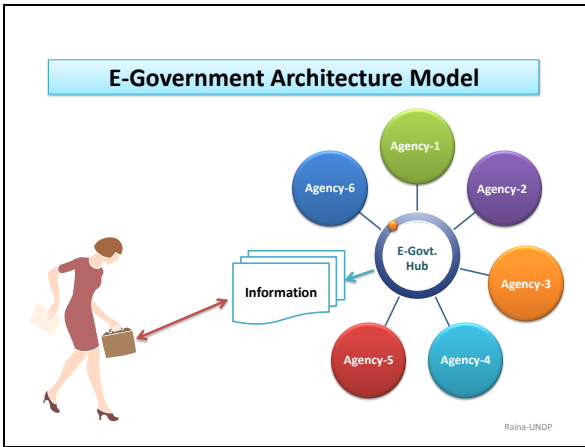 E-Government Architecture Model
Agency-1
Agency-6
Agency-2
E-Govt.
Hub
Agency-3
Information
Agency-5
Agency-4
Raina-UNDP